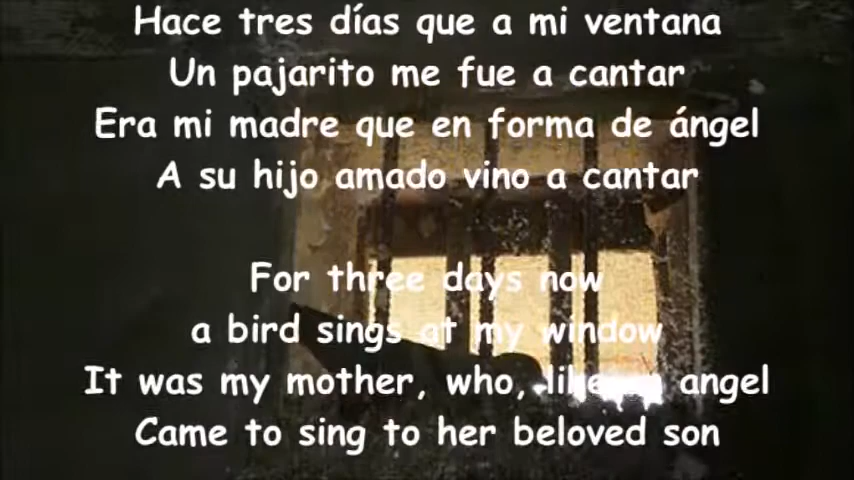 Hace tres días que a mi ventana
Un pajarito me fue a cantar
Era mi madre que en forma de ángel
A su hijo amado vino a cantar
For three days now
a bird sings at my window
It was my mother, who, like an angel
Came to sing to her beloved son